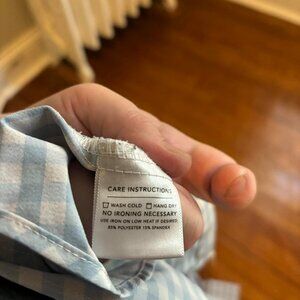 CARE INSTRUCTIONS
WASH COLD HANG DRY
NO IRONING NECESSARY
USE IRON ON LOW HEAT IF DESIRED
85% POLYESTER 15% SPANDEX